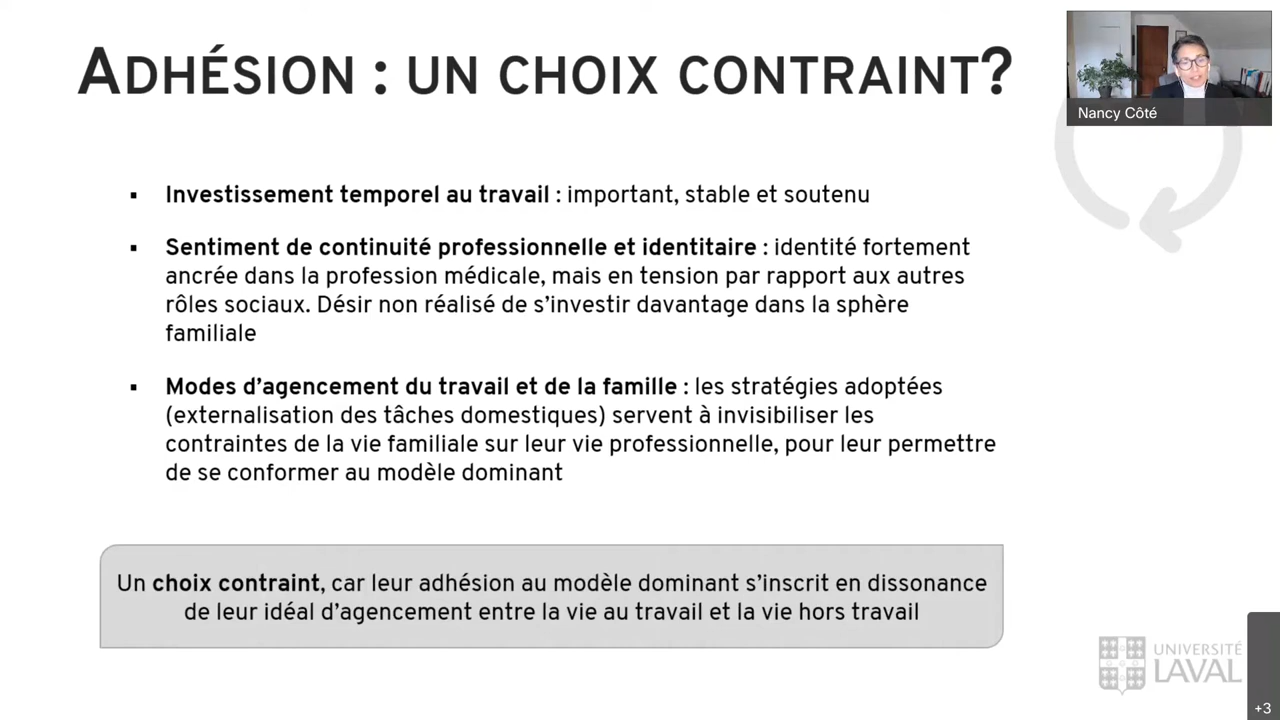 ADHÉSION : UN CHOIX CONTRAINT?
Nancy Côté
▪ Investissement temporel au travail : important, stable et soutenu
▪ Sentiment de continuité professionnelle et identitaire : identité fortement
ancrée dans la profession médicale, mais en tension par rapport aux autres
rôles sociaux. Désir non réalisé de s’investir davantage dans la sphère
familiale
▪ Modes d’agencement du travail et de la famille : les stratégies adoptées
(externalisation des tâches domestiques) servent à invisibiliser les
contraintes de la vie familiale sur leur vie professionnelle, pour leur permettre
de se conformer au modèle dominant
Un choix contraint, car leur adhésion au modèle dominant s’inscrit en dissonance
de leur idéal d’agencement entre la vie au travail et la vie hors travail
UNIVERSITÉ
LAVAL
+3